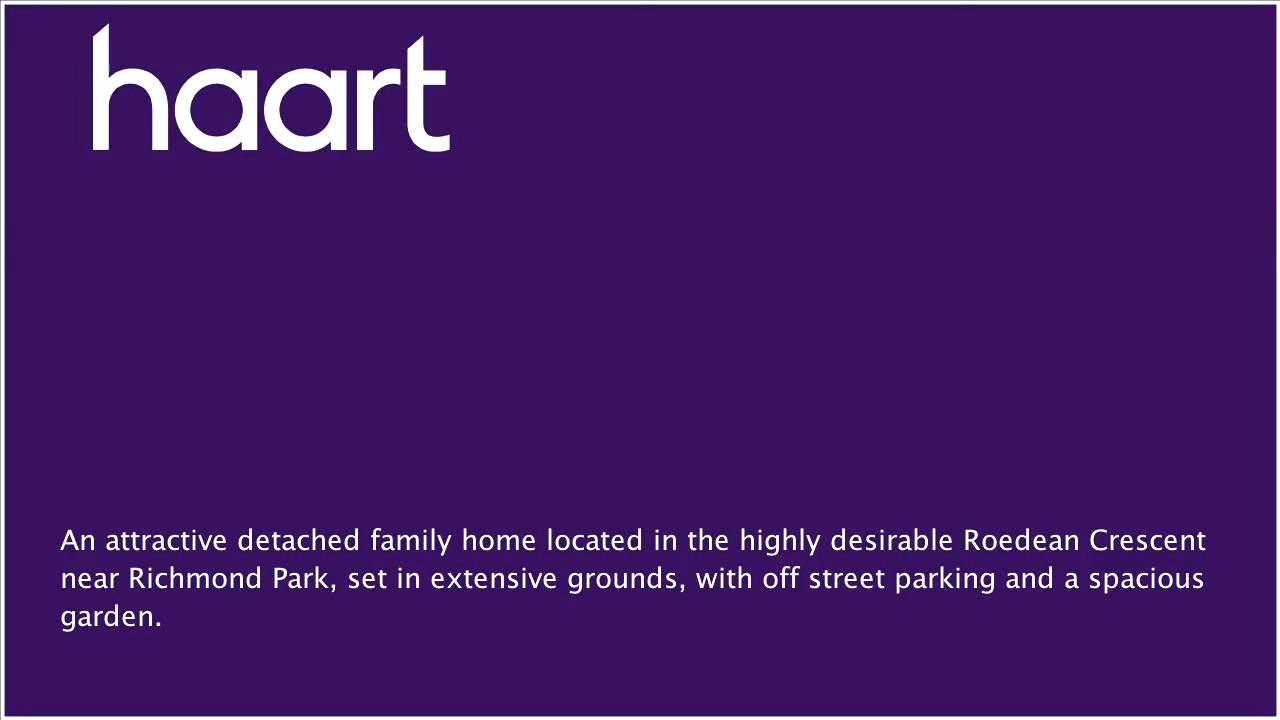 haart
An attractive detached family home located in the highly desirable Roedean Crescent
near Richmond Park, set in extensive grounds, with off street parking and a spacious
garden.